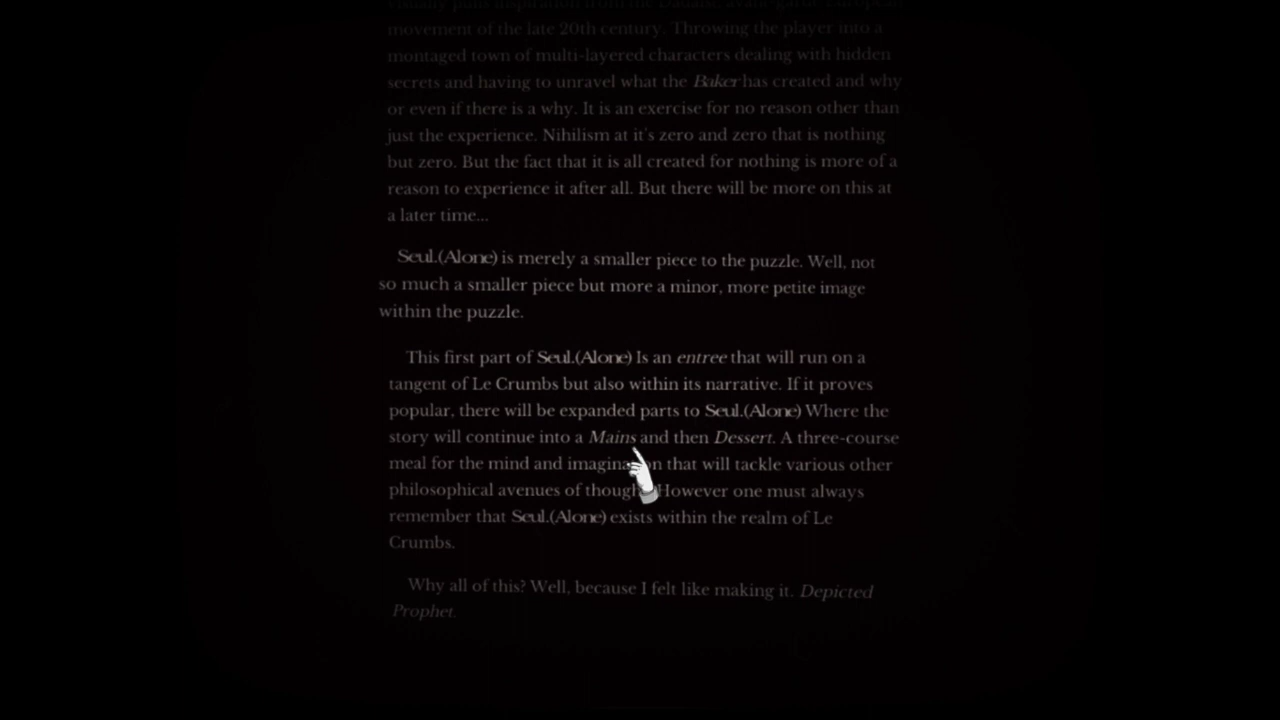 movement of the late 20th century. Throwing the player into a
montaged town of multi-layered characters dealing with hidden
secrets and having to unravel what the Baker has created and why
or even if there is a why. It is an exercise for no reason other than
just the experience. Nihilism at it's zero and zero that is nothing
but zero. But the fact that it is all created for nothing is more of a
reason to experience it after all. But there will be more on this at
a later time...
Seul.(Alone) is merely a smaller piece to the puzzle. Well, not
so much a smaller piece but more a minor, more petite image
within the puzzle.
This first part of Seul.(Alone) Is an entree that will run on a
tangent of Le Crumbs but also within its narrative. If it proves
popular, there will be expanded parts to Seul.(Alone) Where the
story will continue into a Mains and then Dessert. A three-course
meal for the mind and imagination that will tackle various other
philosophical avenues of though However one must always
remember that Seul.(Alone) exists within the realm of Le
Crumbs.
Why all of this? Well, because I felt like making it. Depicted
Prophet.